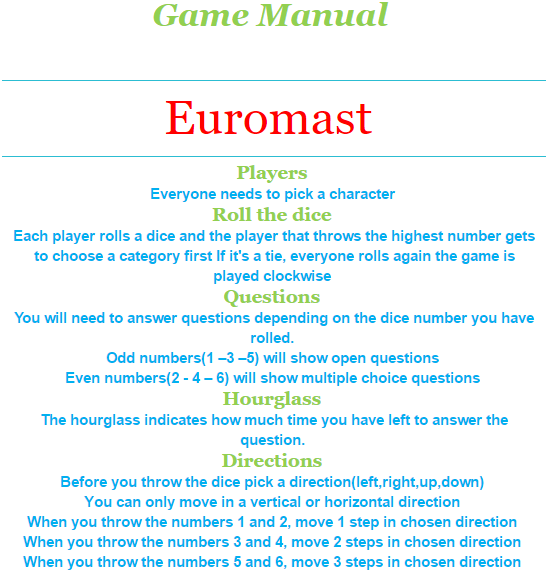 Game Manual
Euromast
Players
Everyone needs to pick a character
Roll the dice
Each player rolls a dice and the player that throws the highest number gets
to choose a category first If it's a tie, everyone rolls again the game is
played clockwise
Questions
You will need to answer questions depending on the dice number you have
rolled.
Odd numbers(1 –3 –5) will show open questions
Even numbers(2 - 4 – 6) will show multiple choice questions
Hourglass
The hourglass indicates how much time you have left to answer the
question.
Directions
Before you throw the dice pick a direction(left,right,up,down)
You can only move in a vertical or horizontal direction
When you throw the numbers 1 and 2, move 1 step in chosen direction
When you throw the numbers 3 and 4, move 2 steps in chosen direction
When you throw the numbers 5 and 6, move 3 steps in chosen direction